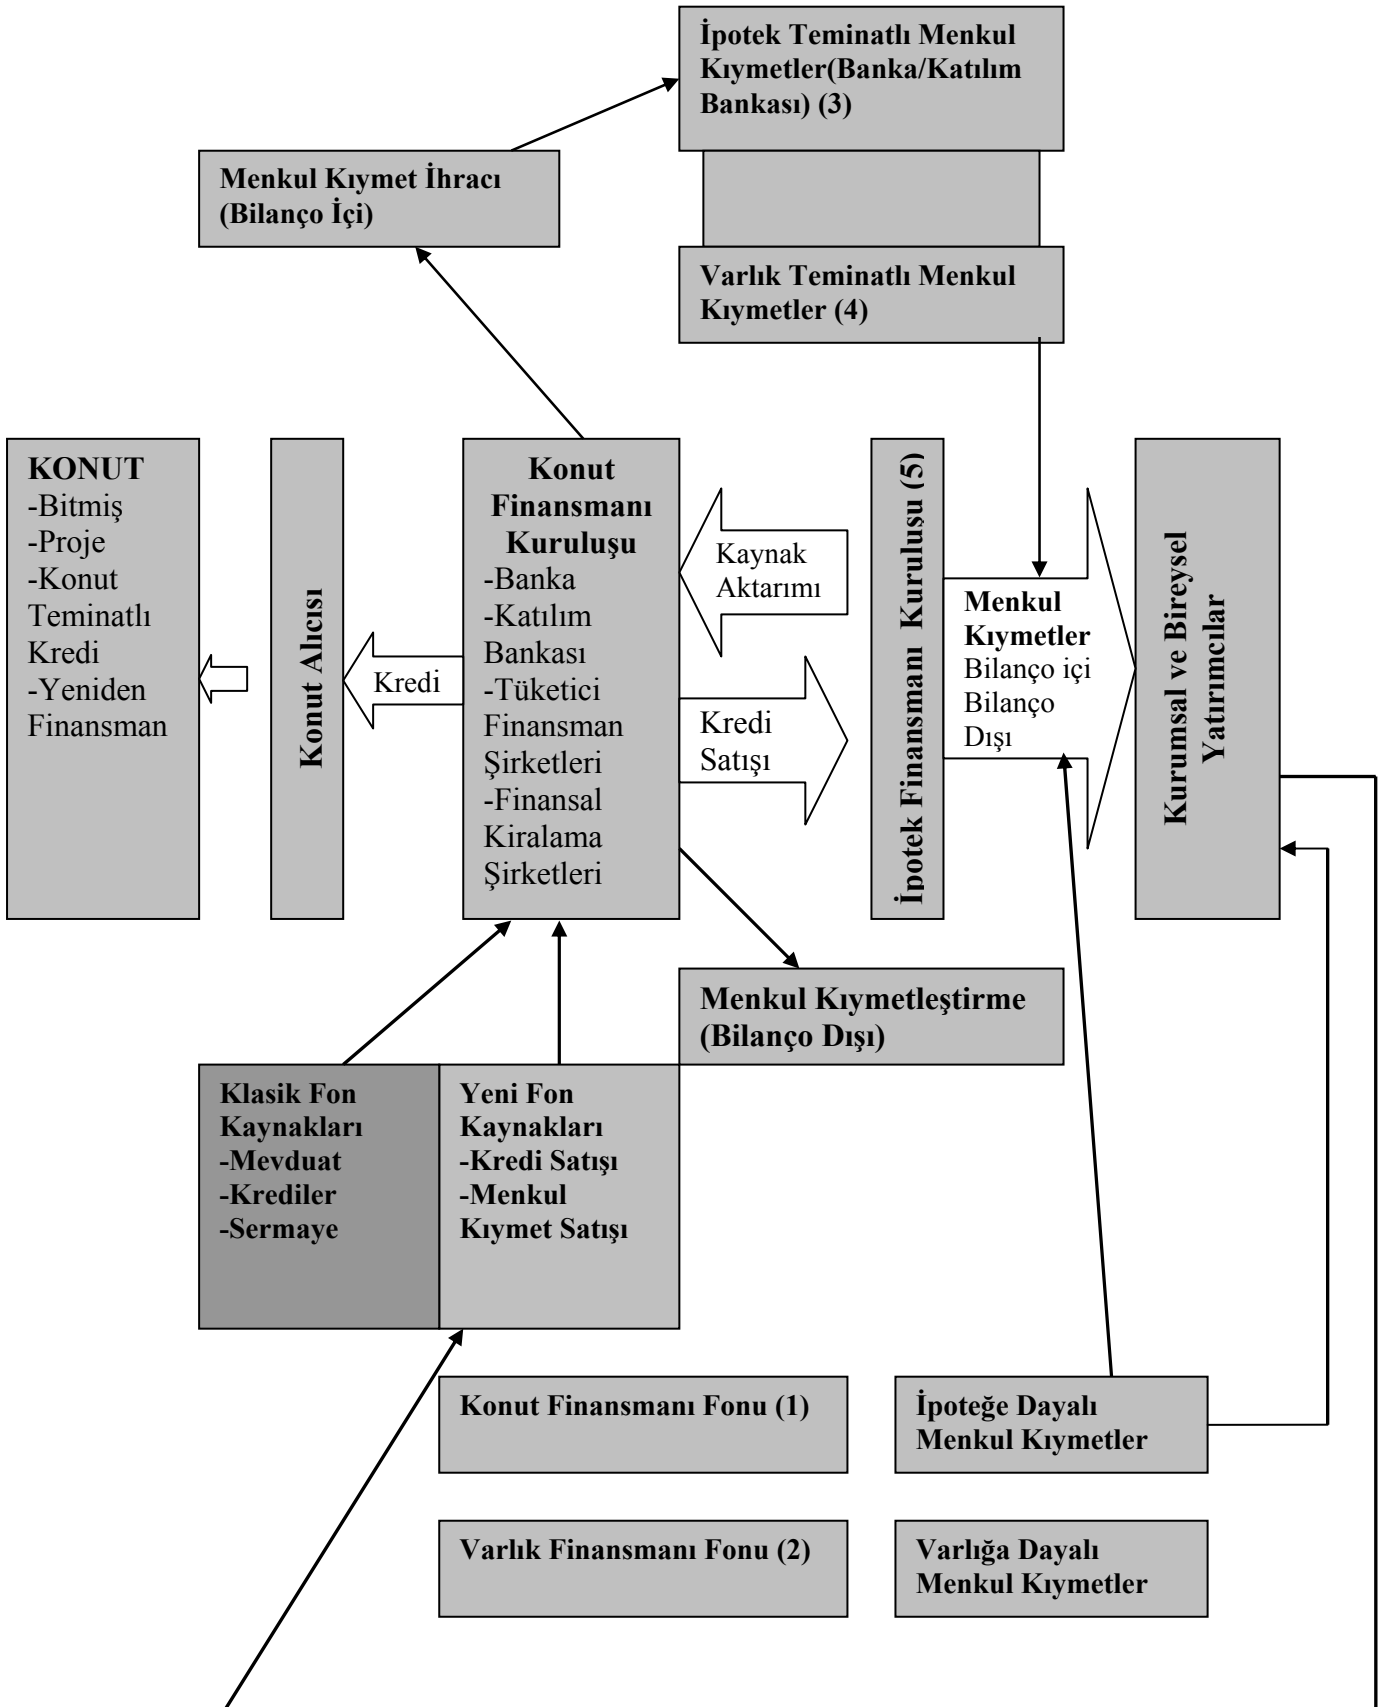 İpotek Teminatlı Menkul
Kıymetler(Banka/Katılım
Bankası) (3)
Menkul Kıymet İhracı
(Bilanço İçi)
Varlık Teminatlı Menkul
Kıymetler (4)
KONUT
-Bitmiş
-Proje
-Konut
Teminatlı
Kredi
-Yeniden
Finansman
Konut Alıcısı
Kredi
Konut
Finansmanı
Kuruluşu
-Banka
-Katılım
Bankası
-Tüketici
Finansman
Şirketleri
-Finansal
Kiralama
Şirketleri
Kaynak
Aktarımı
Kredi
Satışı
İpotek Finansmanı Kuruluşu (5)
Menkul
Kıymetler
Bilanço içi
Bilanço
Dışı
Kurumsal ve Bireysel
Yatırımcılar
Menkul Kıymetleştirme
(Bilanço Dışı)
Klasik Fon
Kaynakları
-Mevduat
-Krediler
-Sermaye
Yeni Fon
Kaynakları
-Kredi Satışı
-Menkul
Kıymet Satışı
Konut Finansmanı Fonu (1)
İpoteğe Dayalı
Menkul Kıymetler
Varlık Finansmanı Fonu (2)
Varlığa Dayalı
Menkul Kıymetler